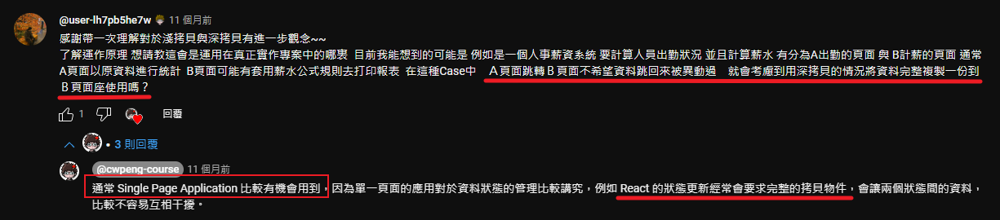 @user-lh7pb5he7w 11 個月前
感謝帶一次理解對於淺拷貝與深拷貝有進一步觀念~~
了解運作原理 想請教這會是運用在真正實作專案中的哪裏 目前我能想到的可能是 例如是一個人事薪資系統 要計算人員出勤狀況 並且計算薪水 有分為A出勤的頁面 與 B計薪的頁面 通常
A頁面以原資料進行統計 B頁面可能有套用薪水公式規則去打印報表 在這種Case中 Ａ頁面跳轉Ｂ頁面不希望資料跳回來被異動過 就會考慮到用深拷貝的情況將資料完整複製一份到
Ｂ頁面座使用嗎？
1 回覆
3 則回覆
@cwpeng-course 11 個月前
通常 Single Page Application 比較有機會用到，因為單一頁面的應用對於資料狀態的管理比較講究，例如 React 的狀態更新經常會要求完整的拷貝物件，會讓兩個狀態間的資料，
比較不容易互相干擾。